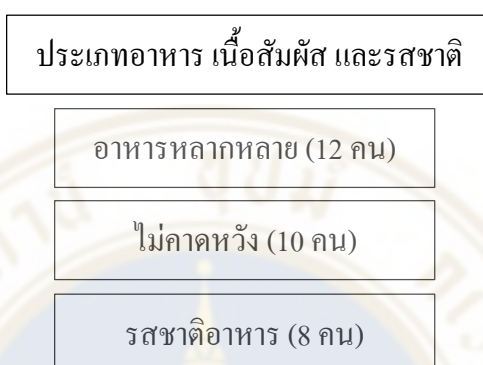 ประเภทอาหาร เนื้อสัมผัส และรสชาติ
อาหารหลากหลาย (12 คน)
ไม่คาดหวัง (10 คน)
รสชาติอาหาร (8 คน)